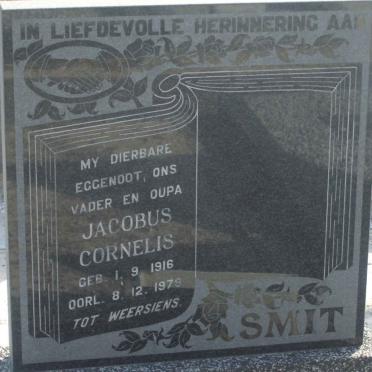 IN LIEFDEVOLLE HERINNERING AAN
MY DIERBARE
EGGENOOT, ONS
VADER EN OUPA
JACOBUS
CORNELIS
GEB. 1. 9. 1916
OORL. 8. 12. 1979
TOT WEERSIENS.
SMIT